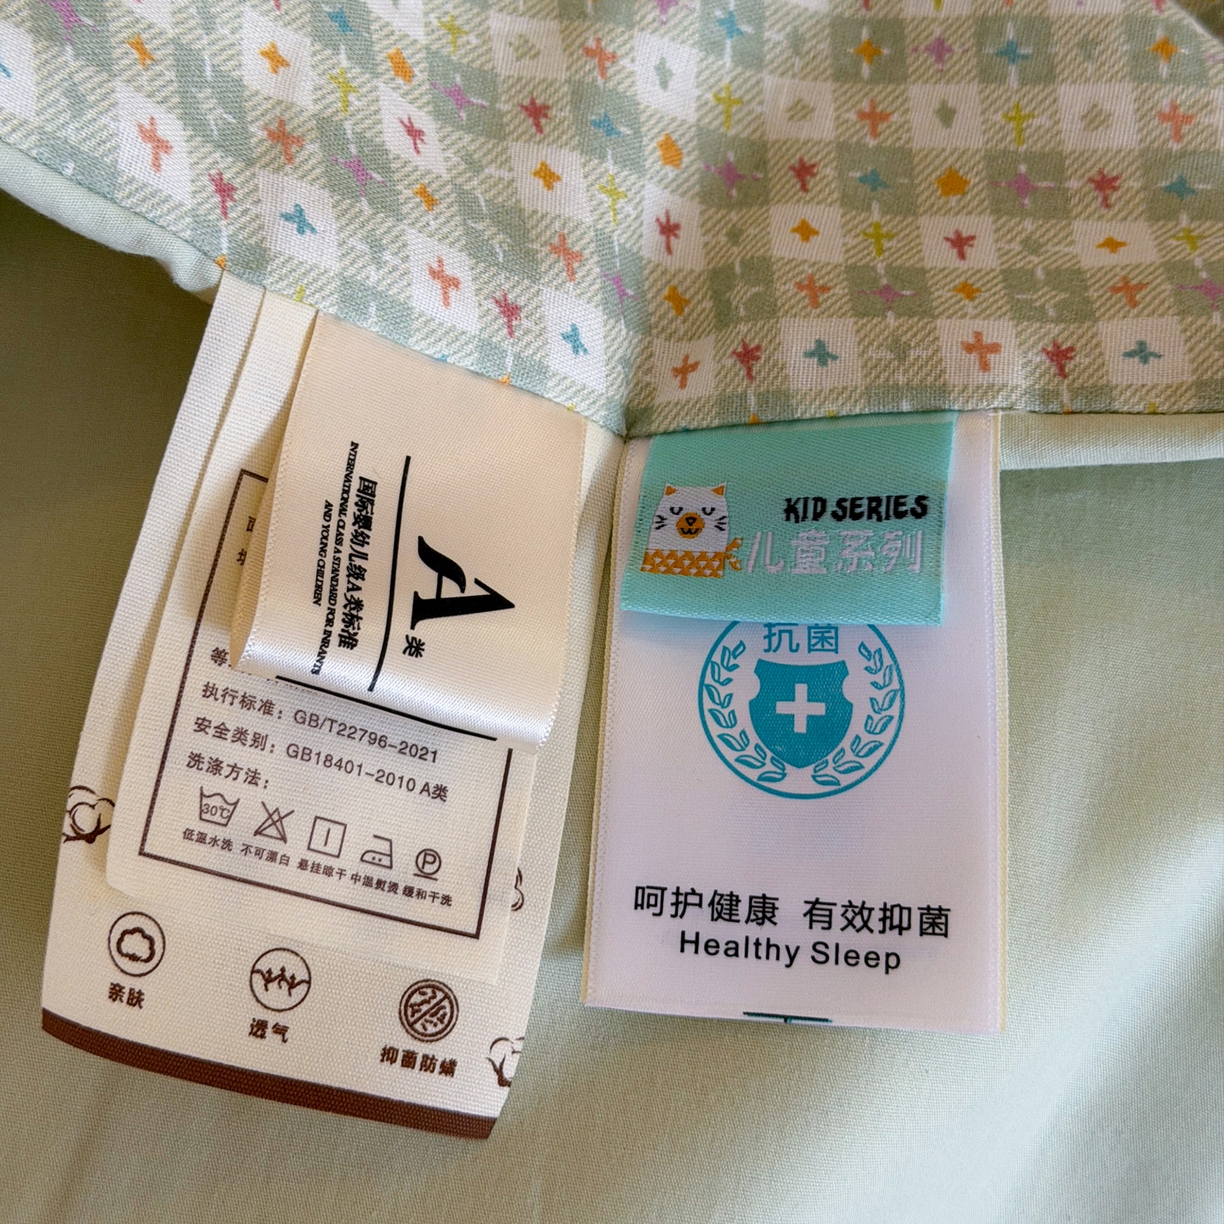 A类
国际婴幼儿级A类标准
INTERNATIONAL CLASS A STANDARD FOR INFANTS
AND YOUNG CHILDREN
执行标准：GB/T22796-2021
安全类别：GB18401-2010 A类
洗涤方法：
30℃
P
低温水洗 不可漂白 悬挂晾干 中温熨烫 缓和干洗
亲肤
透气
抑菌防螨
KID SERIES
儿童系列
抗菌
呵护健康 有效抑菌
Healthy Sleep